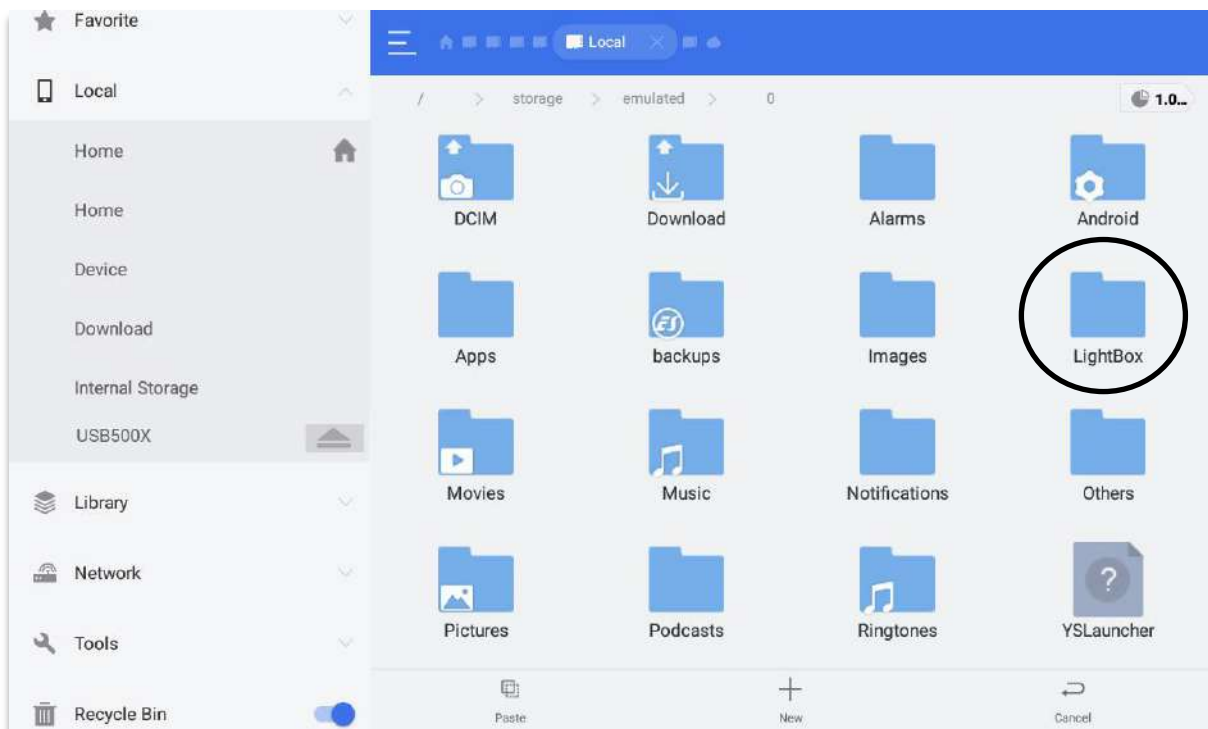 Favorite
Local
Home
Home
Device
Download
Internal Storage
USB500X
Library
Network
Tools
Recycle Bin
Local
/ > storage > emulated > 0
1.0...
DCIM Download Alarms Android
Apps backups Images LightBox
Movies Music Notifications Others
Pictures Podcasts Ringtones YSLauncher
Paste New Cancel